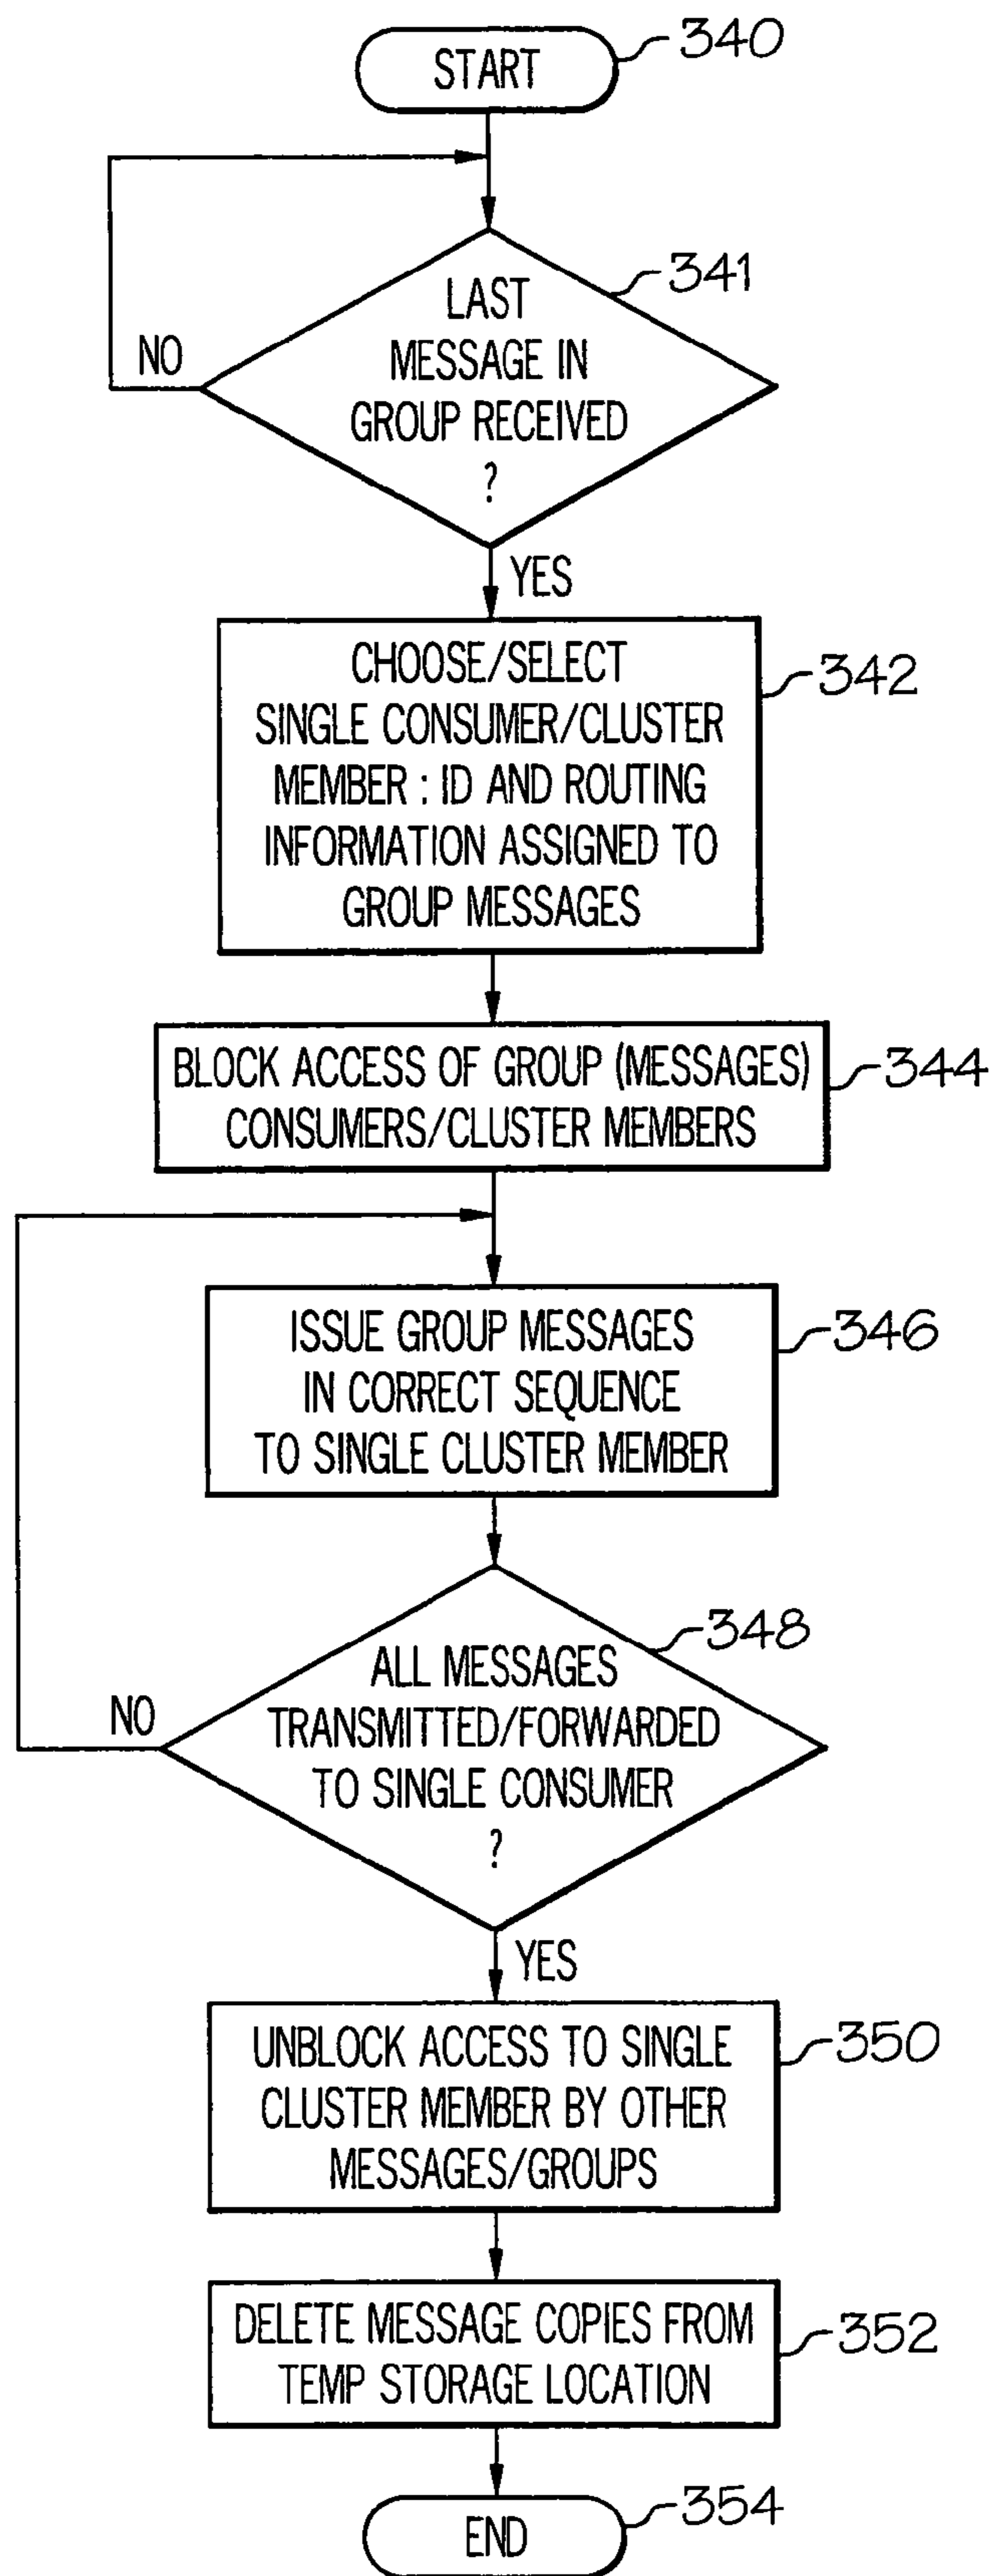 START
340
341
LAST
MESSAGE IN
GROUP RECEIVED
?
NO
YES
342
CHOOSE/SELECT
SINGLE CONSUMER/CLUSTER
MEMBER : ID AND ROUTING
INFORMATION ASSIGNED TO
GROUP MESSAGES
344
BLOCK ACCESS OF GROUP (MESSAGES)
CONSUMERS/CLUSTER MEMBERS
346
ISSUE GROUP MESSAGES
IN CORRECT SEQUENCE
TO SINGLE CLUSTER MEMBER
348
ALL MESSAGES
TRANSMITTED/FORWARDED
TO SINGLE CONSUMER
?
NO
YES
350
UNBLOCK ACCESS TO SINGLE
CLUSTER MEMBER BY OTHER
MESSAGES/GROUPS
352
DELETE MESSAGE COPIES FROM
TEMP STORAGE LOCATION
354
END